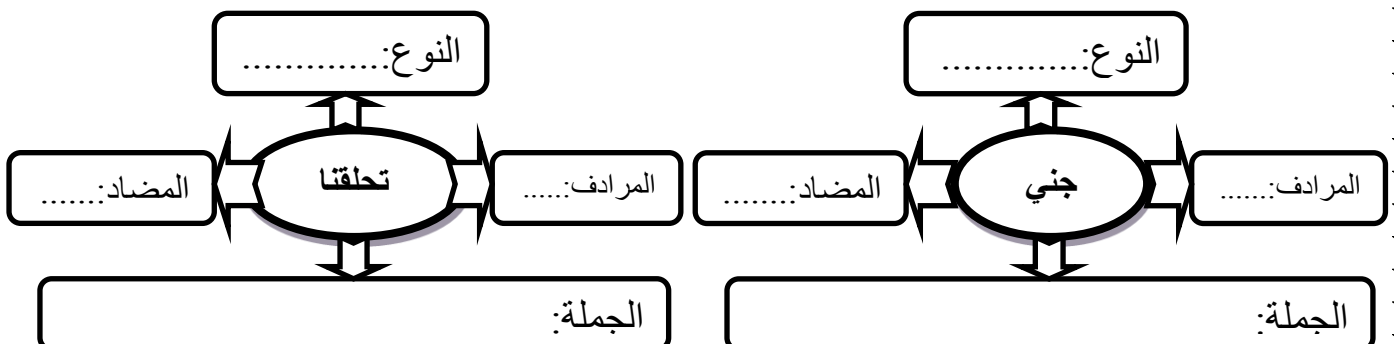 النوع:..............
النوع:..............
المرادف:......
جني
المضاد:.......
المرادف:.....
تحلقنا
المضاد:.......
الجملة:
الجملة: